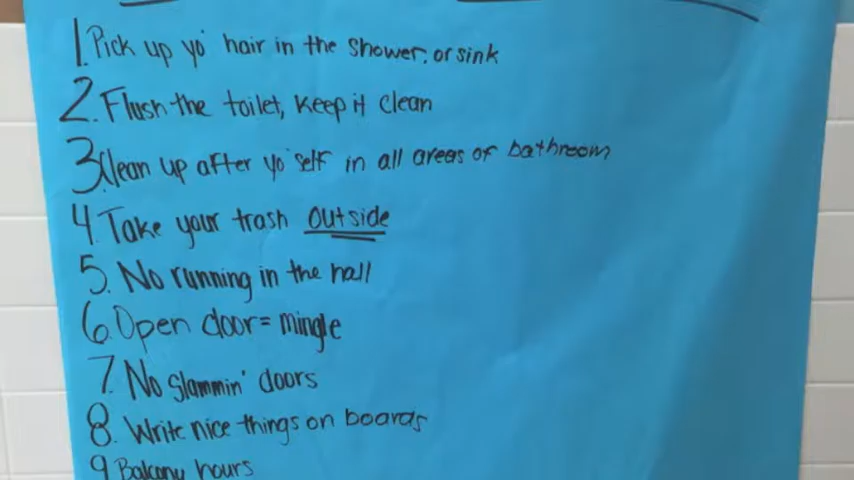 1. Pick up yo' hair in the shower, or sink
2. Flush the toilet, keep it clean
3. Clean up after yo' self in all areas of bathroom
4. Take your trash outside
5. No running in the hall
6. Open door = mingle
7. No slammin' doors
8. Write nice things on boards
9 Balcony hours